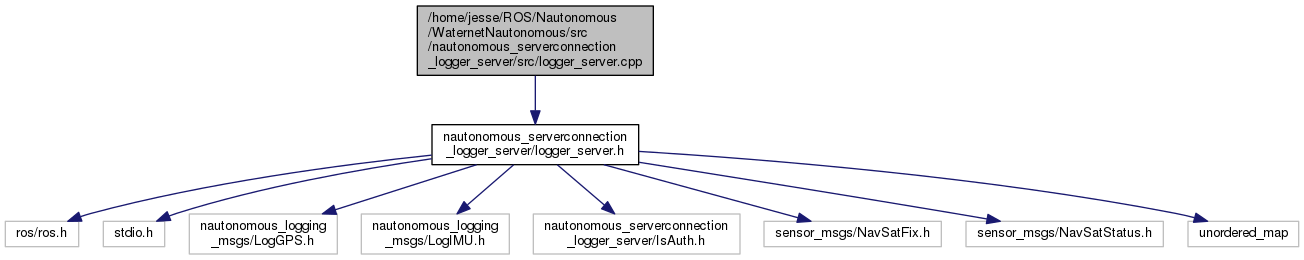 /home/jesse/ROS/Nautonomous
/WaternetNautonomous/src
/nautonomous_serverconnection
_logger_server/src/logger_server.cpp
nautonomous_serverconnection
_logger_server/logger_server.h
ros/ros.h
stdio.h
nautonomous_logging
_msgs/LogGPS.h
nautonomous_logging
_msgs/LogIMU.h
nautonomous_serverconnection
_logger_server/IsAuth.h
sensor_msgs/NavSatFix.h
sensor_msgs/NavSatStatus.h
unordered_map